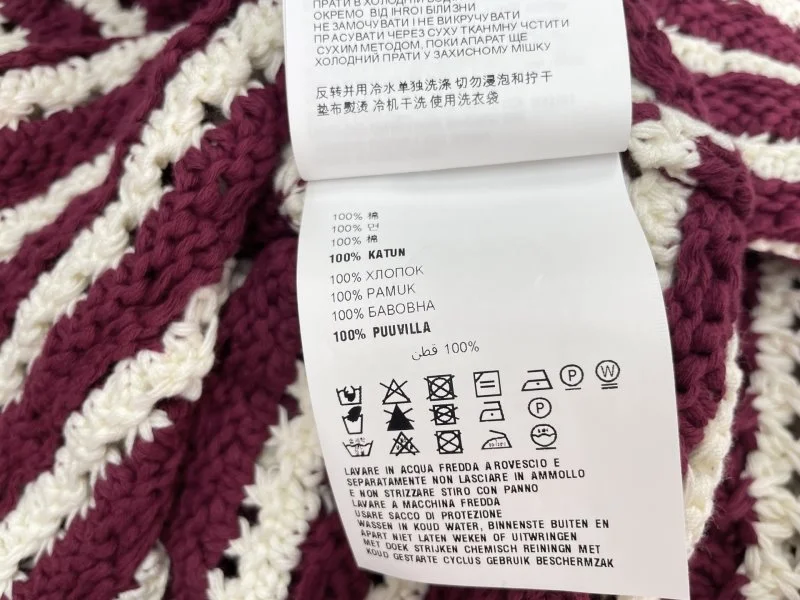 ПРАТИ В ХОЛОДНІЙ ВОДІ
ОКРЕМО ВІД ІНШОЇ БІЛИЗНИ
НЕ ЗАМОЧУВАТИ І НЕ ВИКРУЧУВАТИ
ПРАСУВАТИ ЧЕРЕЗ СУХУ ТКАНИНУ ЧСТИТИ
СУХИМ МЕТОДОМ, ПОКИ АПАРАТ ЩЕ
ХОЛОДНИЙ ПРАТИ У ЗАХИСНОМУ МІШКУ
反转并用冷水单独洗涤 切勿浸泡和拧干
垫布熨烫 冷机干洗 使用洗衣袋
100% 棉
100% 면
100% 棉
100% KATUN
100% ХЛОПОК
100% PAMUK
100% БАВОВНА
100% PUUVILLA
100% قطن
P W
P
LAVARE IN ACQUA FREDDA A ROVESCIO E
SEPARATAMENTE NON LASCIARE IN AMMOLLO
E NON STRIZZARE STIRO CON PANNO
LAVARE A MACCHINA FREDDA
USARE SACCO DI PROTEZIONE
WASSEN IN KOUD WATER, BINNENSTE BUITEN EN
APART NIET LATEN WEKEN OF UITWRINGEN
MET DOEK STRIJKEN CHEMISCH REININGN MET
KOUD GESTARTE CYCLUS GEBRUIK BESCHERMZAK